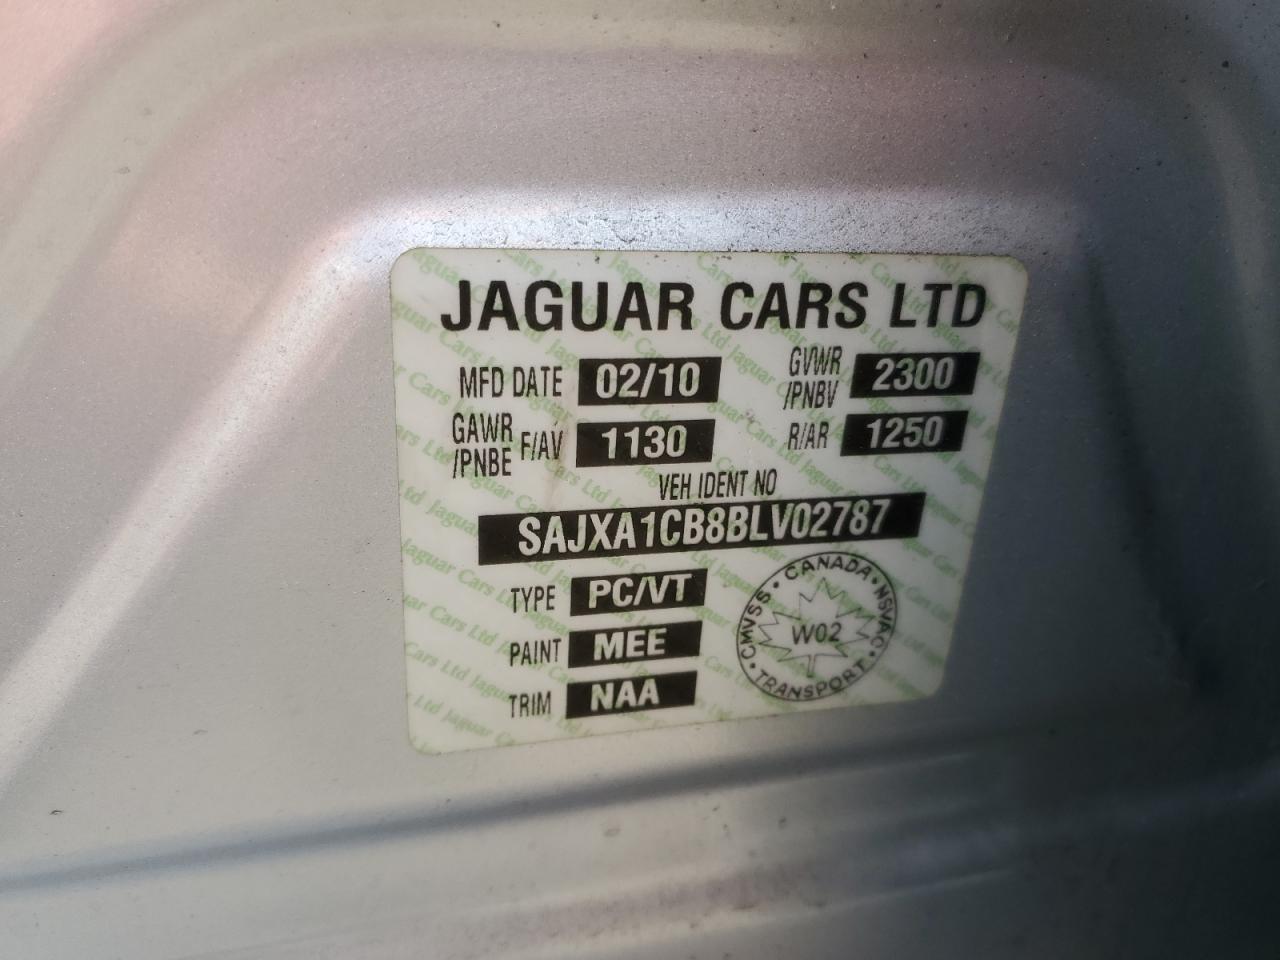 JAGUAR CARS LTD
MFD DATE 02/10 GVWR /PNBV 2300
GAWR /PNBE F/AV 1130 R/AR 1250
VEH IDENT NO
SAJXA1CB8BLV02787
TYPE PC/VT
PAINT MEE
TRIM NAA
CANADA • NSVAC • TRANSPORT • CMVSS •
W02